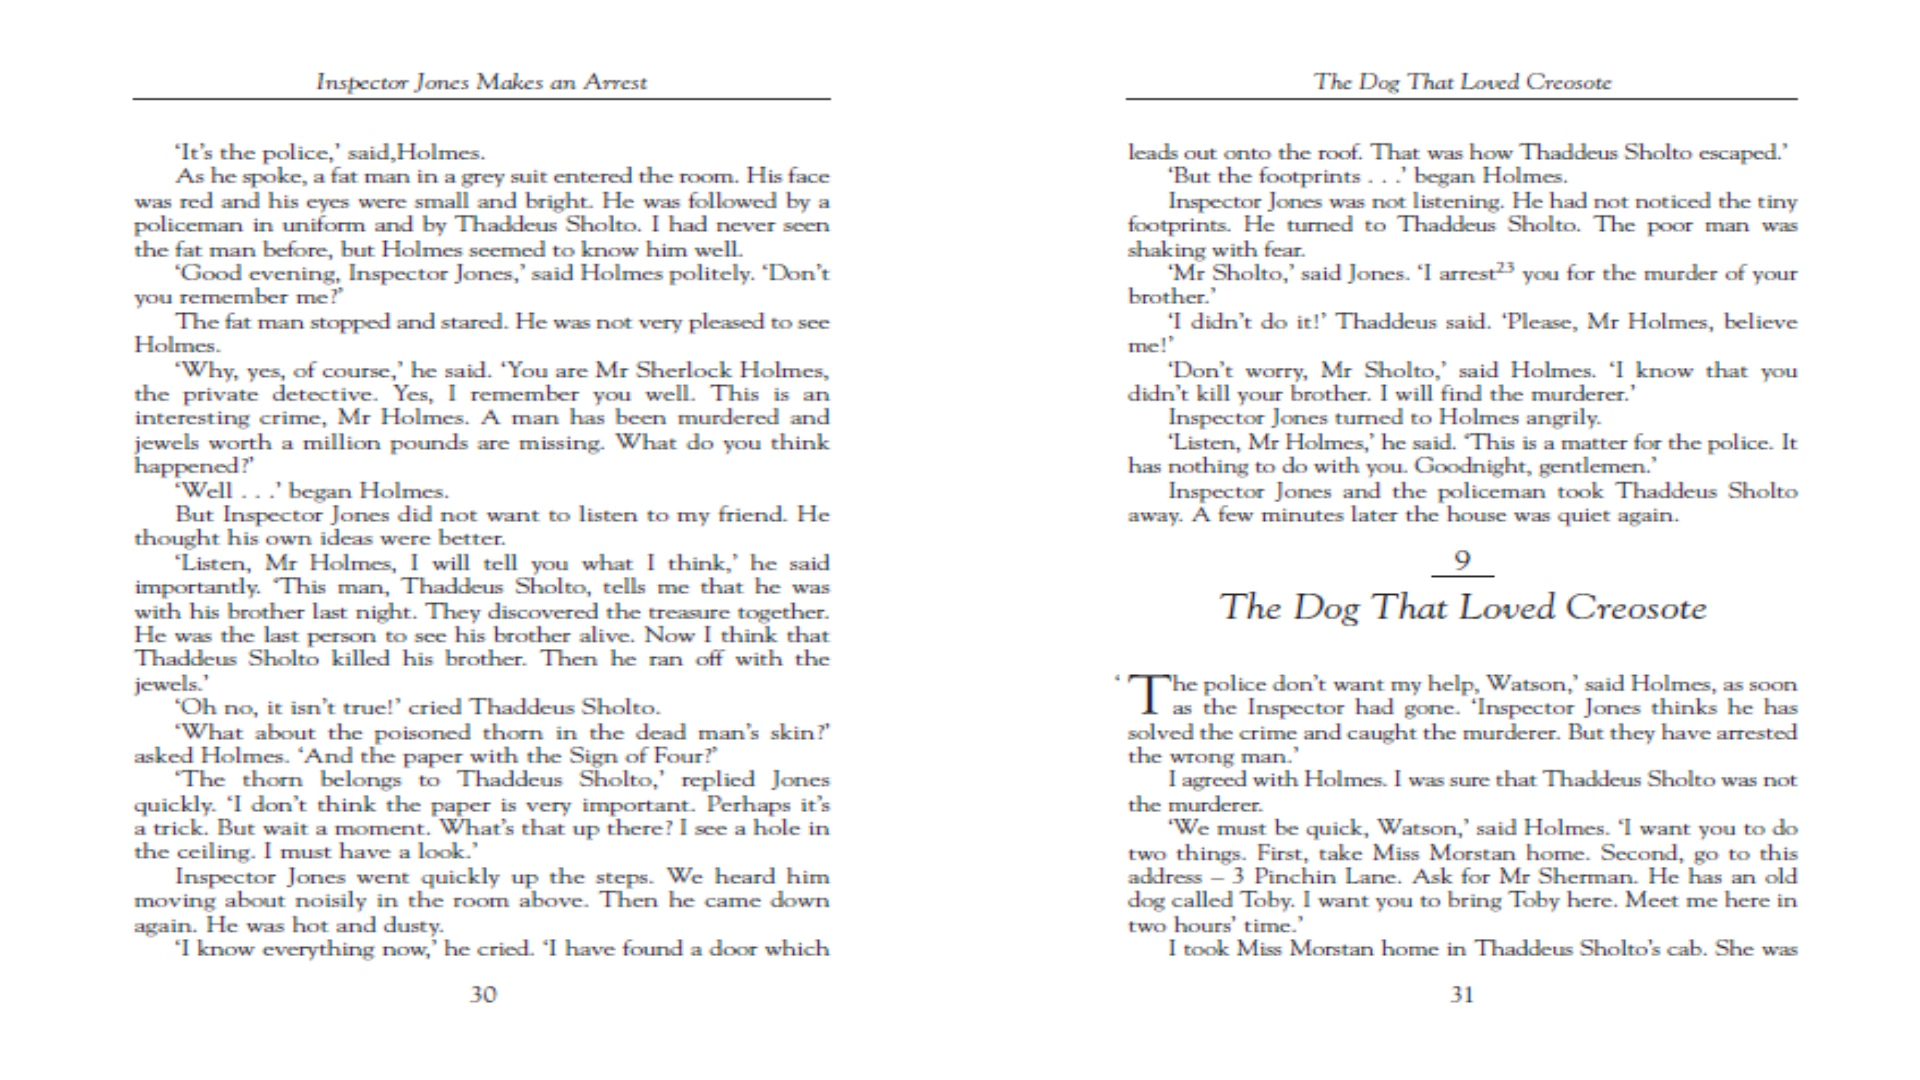 Inspector Jones Makes an Arrest
‘It’s the police,’ said,Holmes.
As he spoke, a fat man in a grey suit entered the room. His face
was red and his eyes were small and bright. He was followed by a
policeman in uniform and by Thaddeus Sholto. I had never seen
the fat man before, but Holmes seemed to know him well.
‘Good evening, Inspector Jones,’ said Holmes politely. ‘Don’t
you remember me?’
The fat man stopped and stared. He was not very pleased to see
Holmes.
‘Why, yes, of course,’ he said. ‘You are Mr Sherlock Holmes,
the private detective. Yes, I remember you well. This is an
interesting crime, Mr Holmes. A man has been murdered and
jewels worth a million pounds are missing. What do you think
happened?’
‘Well . . .’ began Holmes.
But Inspector Jones did not want to listen to my friend. He
thought his own ideas were better.
‘Listen, Mr Holmes, I will tell you what I think,’ he said
importantly. ‘This man, Thaddeus Sholto, tells me that he was
with his brother last night. They discovered the treasure together.
He was the last person to see his brother alive. Now I think that
Thaddeus Sholto killed his brother. Then he ran off with the
jewels.’
‘Oh no, it isn’t true!’ cried Thaddeus Sholto.
‘What about the poisoned thorn in the dead man’s skin?’
asked Holmes. ‘And the paper with the Sign of Four?’
‘The thorn belongs to Thaddeus Sholto,’ replied Jones
quickly. ‘I don’t think the paper is very important. Perhaps it’s
a trick. But wait a moment. What’s that up there? I see a hole in
the ceiling. I must have a look.’
Inspector Jones went quickly up the steps. We heard him
moving about noisily in the room above. Then he came down
again. He was hot and dusty.
‘I know everything now,’ he cried. ‘I have found a door which
30
The Dog That Loved Creosote
leads out onto the roof. That was how Thaddeus Sholto escaped.’
‘But the footprints . . .’ began Holmes.
Inspector Jones was not listening. He had not noticed the tiny
footprints. He turned to Thaddeus Sholto. The poor man was
shaking with fear.
‘Mr Sholto,’ said Jones. ‘I arrest²³ you for the murder of your
brother.’
‘I didn’t do it!’ Thaddeus said. ‘Please, Mr Holmes, believe
me!’
‘Don’t worry, Mr Sholto,’ said Holmes. ‘I know that you
didn’t kill your brother. I will find the murderer.’
Inspector Jones turned to Holmes angrily.
‘Listen, Mr Holmes,’ he said. ‘This is a matter for the police. It
has nothing to do with you. Goodnight, gentlemen.’
Inspector Jones and the policeman took Thaddeus Sholto
away. A few minutes later the house was quiet again.
9
The Dog That Loved Creosote
‘The police don’t want my help, Watson,’ said Holmes, as soon
as the Inspector had gone. ‘Inspector Jones thinks he has
solved the crime and caught the murderer. But they have arrested
the wrong man.’
I agreed with Holmes. I was sure that Thaddeus Sholto was not
the murderer.
‘We must be quick, Watson,’ said Holmes. ‘I want you to do
two things. First, take Miss Morstan home. Second, go to this
address – 3 Pinchin Lane. Ask for Mr Sherman. He has an old
dog called Toby. I want you to bring Toby here. Meet me here in
two hours’ time.’
I took Miss Morstan home in Thaddeus Sholto’s cab. She was
31